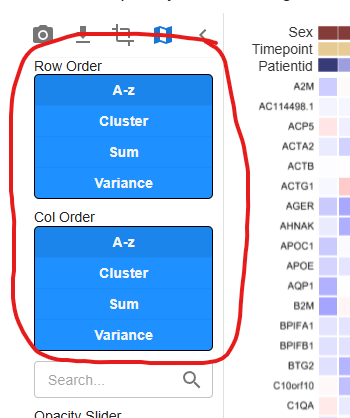 Row Order
A-z
Cluster
Sum
Variance
Col Order
A-z
Cluster
Sum
Variance
Search...
Opacity Slider
Sex
Timepoint
Patientid
A2M
AC114498.1
ACP5
ACTA2
ACTB
ACTG1
AGER
AHNAK
APOC1
APOE
AQP1
B2M
BPIFA1
BPIFB1
BTG2
C10orf10
C1QA